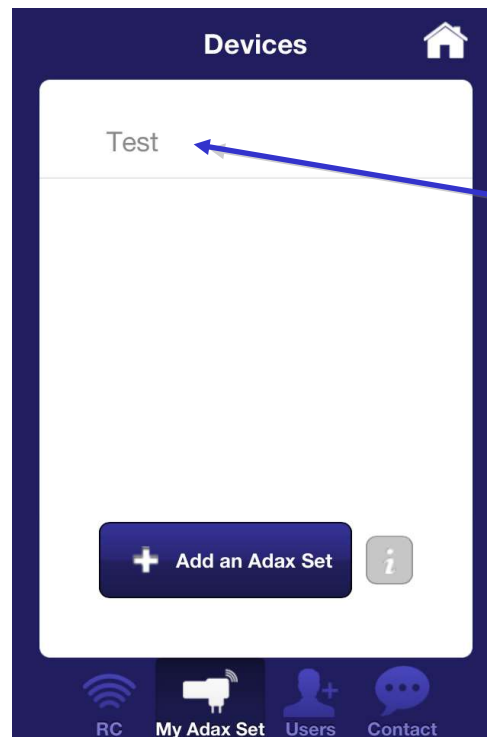 Devices
Test
Add an Adax Set
i
RC My Adax Set Users Contact